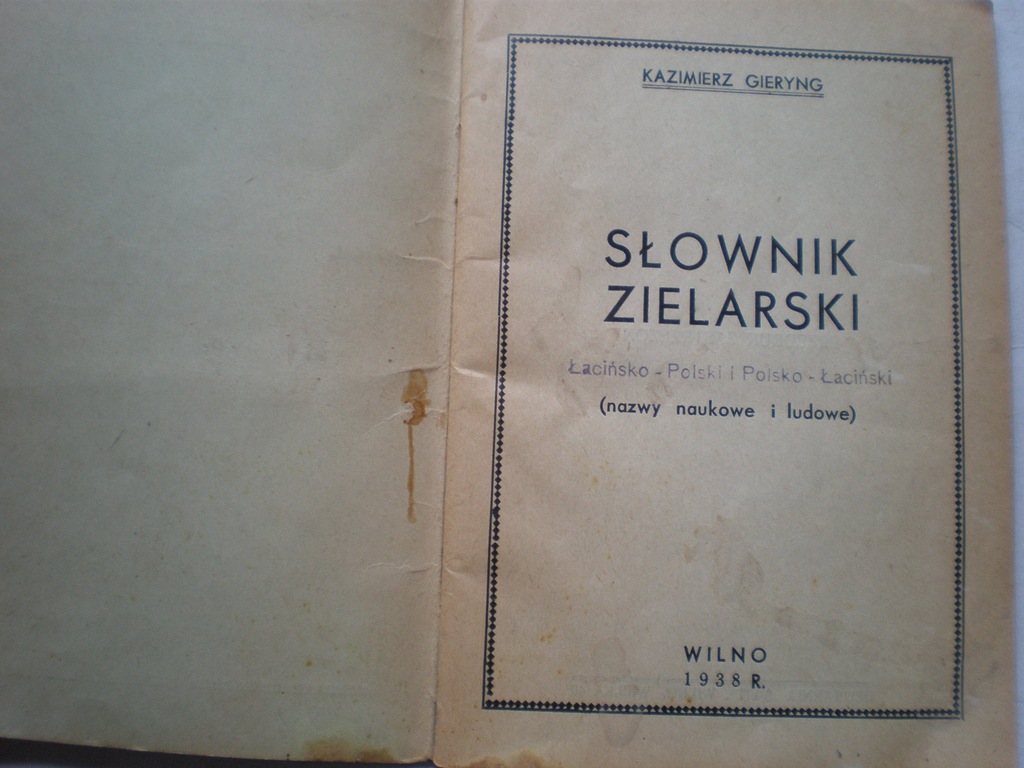 KAZIMIERZ GIERYNG
SŁOWNIK
ZIELARSKI
Łacińsko - Polski i Polsko - Łaciński
(nazwy naukowe i ludowe)
WILNO
1938 R.